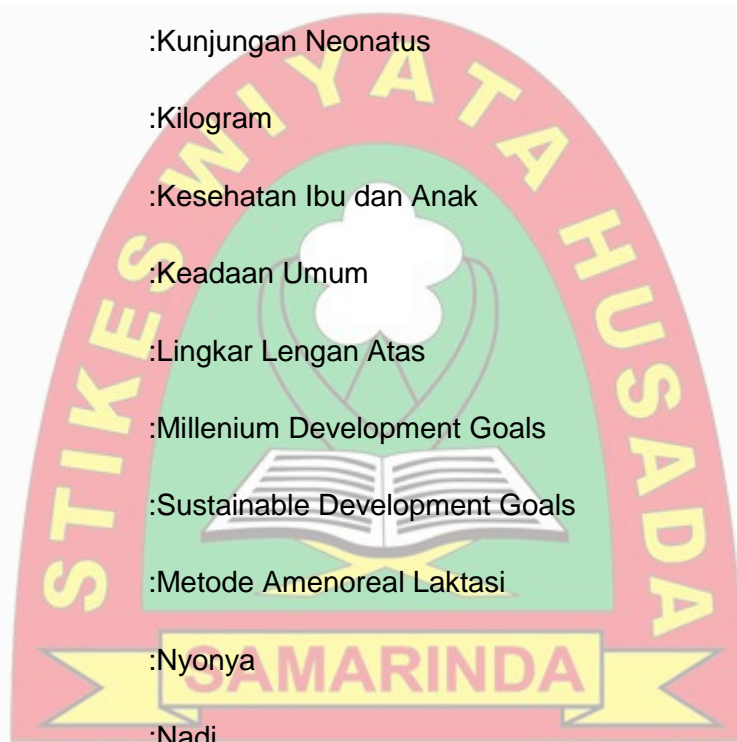 :Kunjungan Neonatus
:Kilogram
:Kesehatan Ibu dan Anak
:Keadaan Umum
:Lingkar Lengan Atas
:Millenium Development Goals
:Sustainable Development Goals
:Metode Amenoreal Laktasi
:Nyonya
:Nadi
STIKES WIYATA HUSADA
SAMARINDA